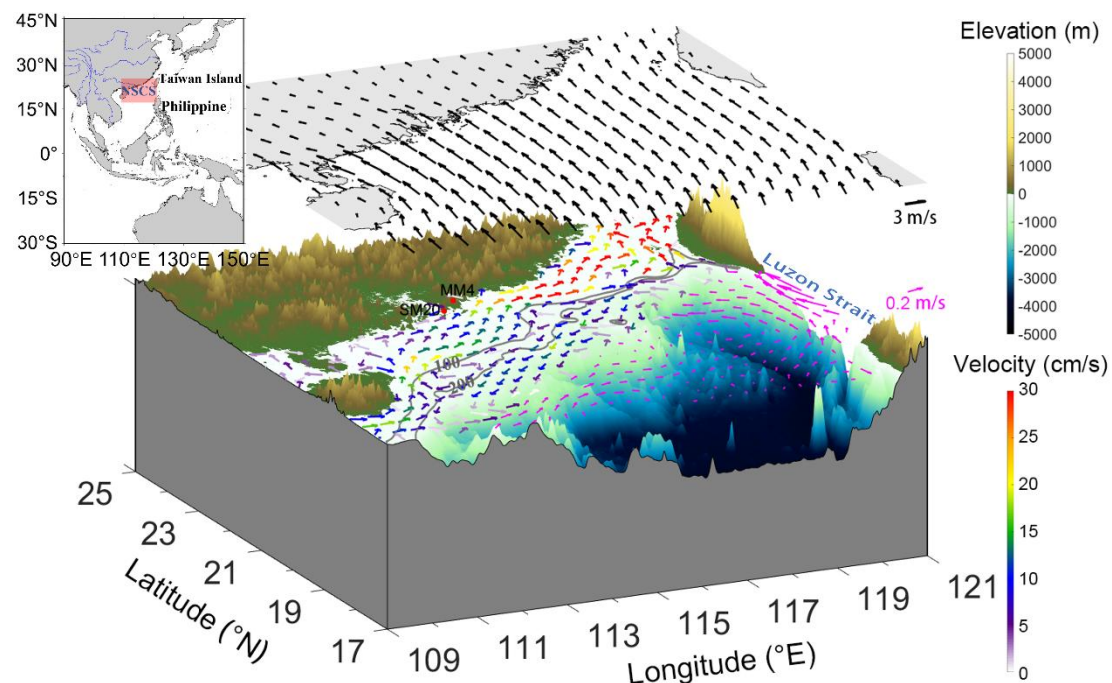 45°N
30°N
15°N
0°
15°S
30°S
90°E 110°E 130°E 150°E
NSCS
Taiwan Island
Philippine
3 m/s
MM4
SM20
100
200
Luzon Strait
0.2 m/s
Elevation (m)
5000
4000
3000
2000
1000
0
-1000
-2000
-3000
-4000
-5000
Velocity (cm/s)
30
25
20
15
10
5
0
25
23
21
19
17
Latitude (°N)
109
111
113
115
117
119
121
Longitude (°E)